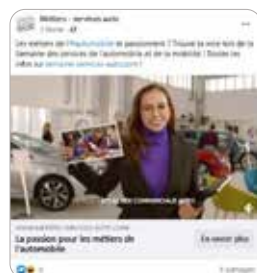 Métiers - services auto
Les métiers de l'#automobile te passionnent ? Trouve ta voie lors de la
Semaine des services de l'automobile et de la mobilité ! Toutes les
infos sur semaine-services-auto.com !
COMMERCIALE AUTO
La passion pour les métiers de
l'automobile
En savoir plus